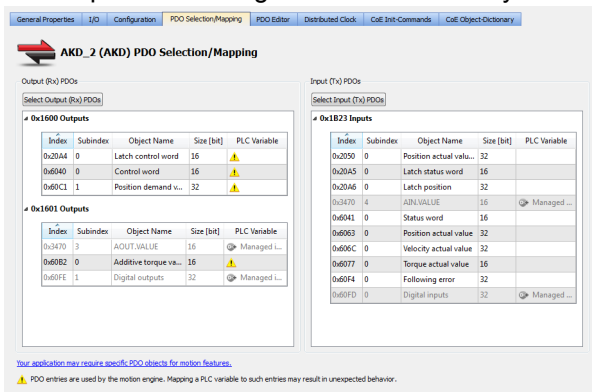 General Properties I/O Configuration PDO Selection/Mapping PDO Editor Distributed Clock CoE Init-Commands CoE Object-Dictionary
AKD_2 (AKD) PDO Selection/Mapping
Output (Rx) PDOs
Select Output (Rx) PDOs
0x1600 Outputs
Index Subindex Object Name Size [bit] PLC Variable
0x20A4 0 Latch control word 16
0x6040 0 Control word 16
0x60C1 1 Position demand v... 32
0x1601 Outputs
Index Subindex Object Name Size [bit] PLC Variable
0x3470 3 AOUT.VALUE 16 Managed i...
0x60B2 0 Additive torque va... 16
0x60FE 1 Digital outputs 32 Managed i...
Input (Tx) PDOs
Select Input (Tx) PDOs
0x1B23 Inputs
Index Subindex Object Name Size [bit] PLC Variable
0x2050 0 Position actual valu... 32
0x20A5 0 Latch status word 16
0x20A6 0 Latch position 32
0x3470 4 AIN.VALUE 16 Managed ...
0x6041 0 Status word 16
0x6063 0 Position actual value 32
0x606C 0 Velocity actual value 32
0x6077 0 Torque actual value 16
0x60F4 0 Following error 32
0x60FD 0 Digital inputs 32 Managed ...
Your application may require specific PDO objects for motion features.
PDO entries are used by the motion engine. Mapping a PLC variable to such entries may result in unexpected behavior.